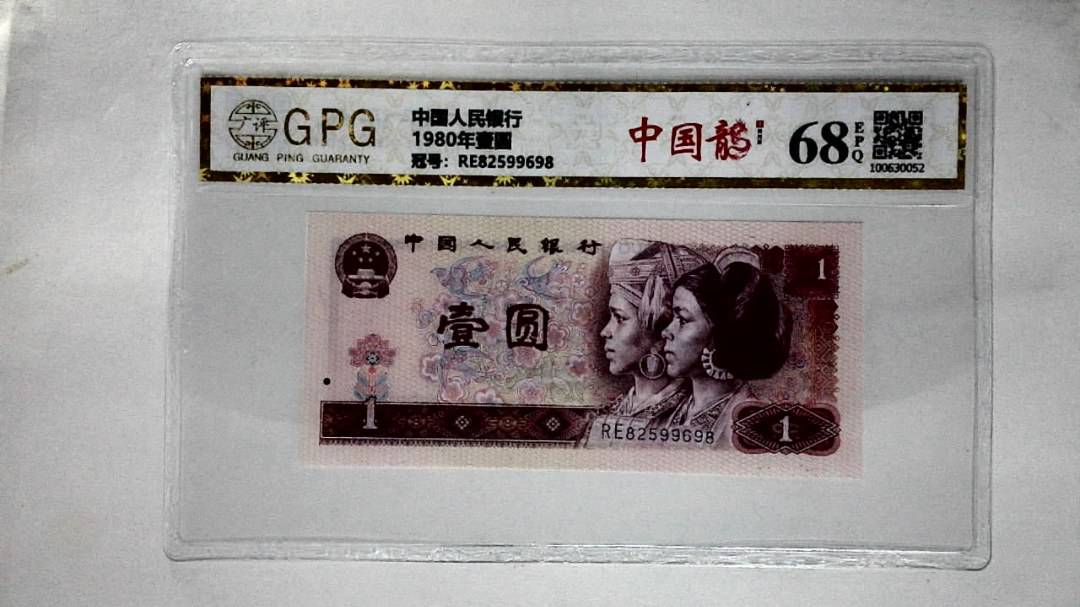 广评
GPG
GUANG PING GUARANTY
中國人民銀行
1980年壹圆
冠号：RE82599698
中国龍
68
EPQ
100630052
中国人民银行
1
壹圆
1
RE82599698
1